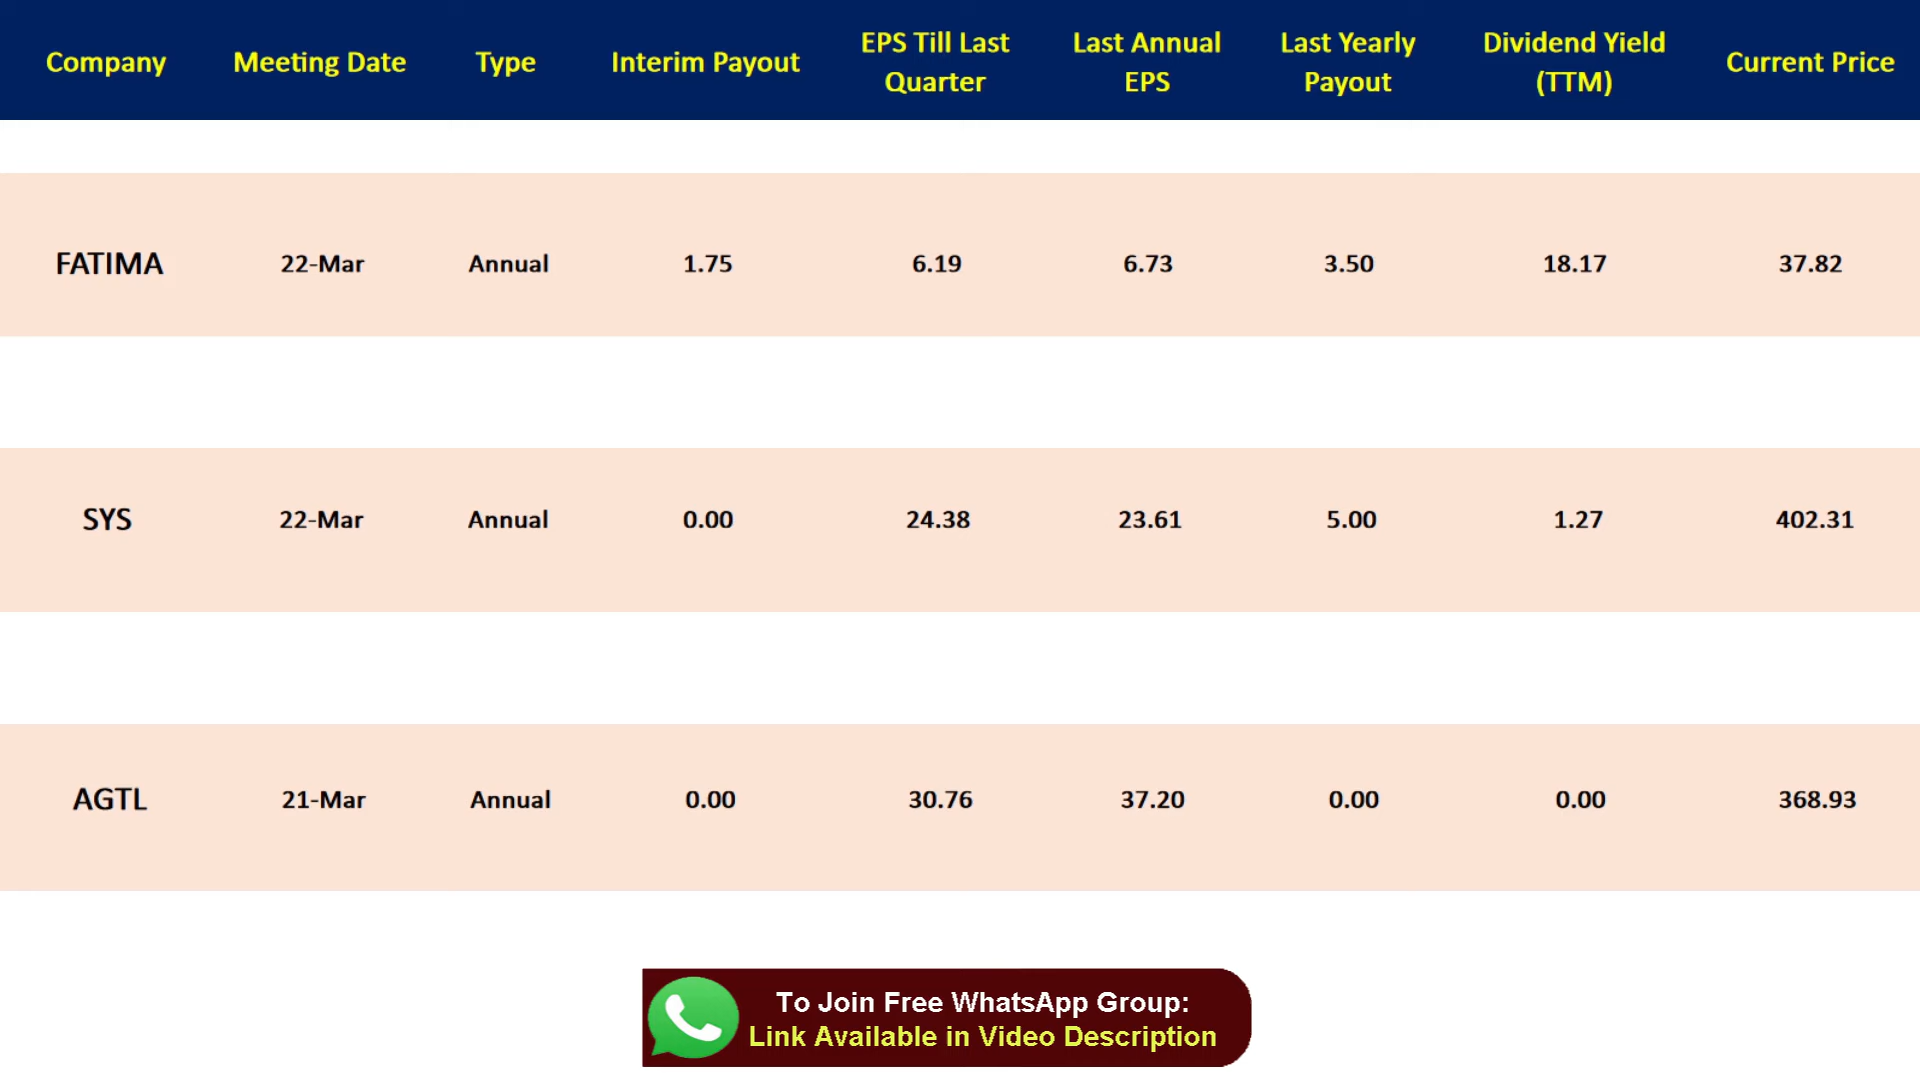 Company Meeting Date Type Interim Payout EPS Till Last Quarter Last Annual EPS Last Yearly Payout Dividend Yield (TTM) Current Price
FATIMA 22-Mar Annual 1.75 6.19 6.73 3.50 18.17 37.82
SYS 22-Mar Annual 0.00 24.38 23.61 5.00 1.27 402.31
AGTL 21-Mar Annual 0.00 30.76 37.20 0.00 0.00 368.93
To Join Free WhatsApp Group:
Link Available in Video Description